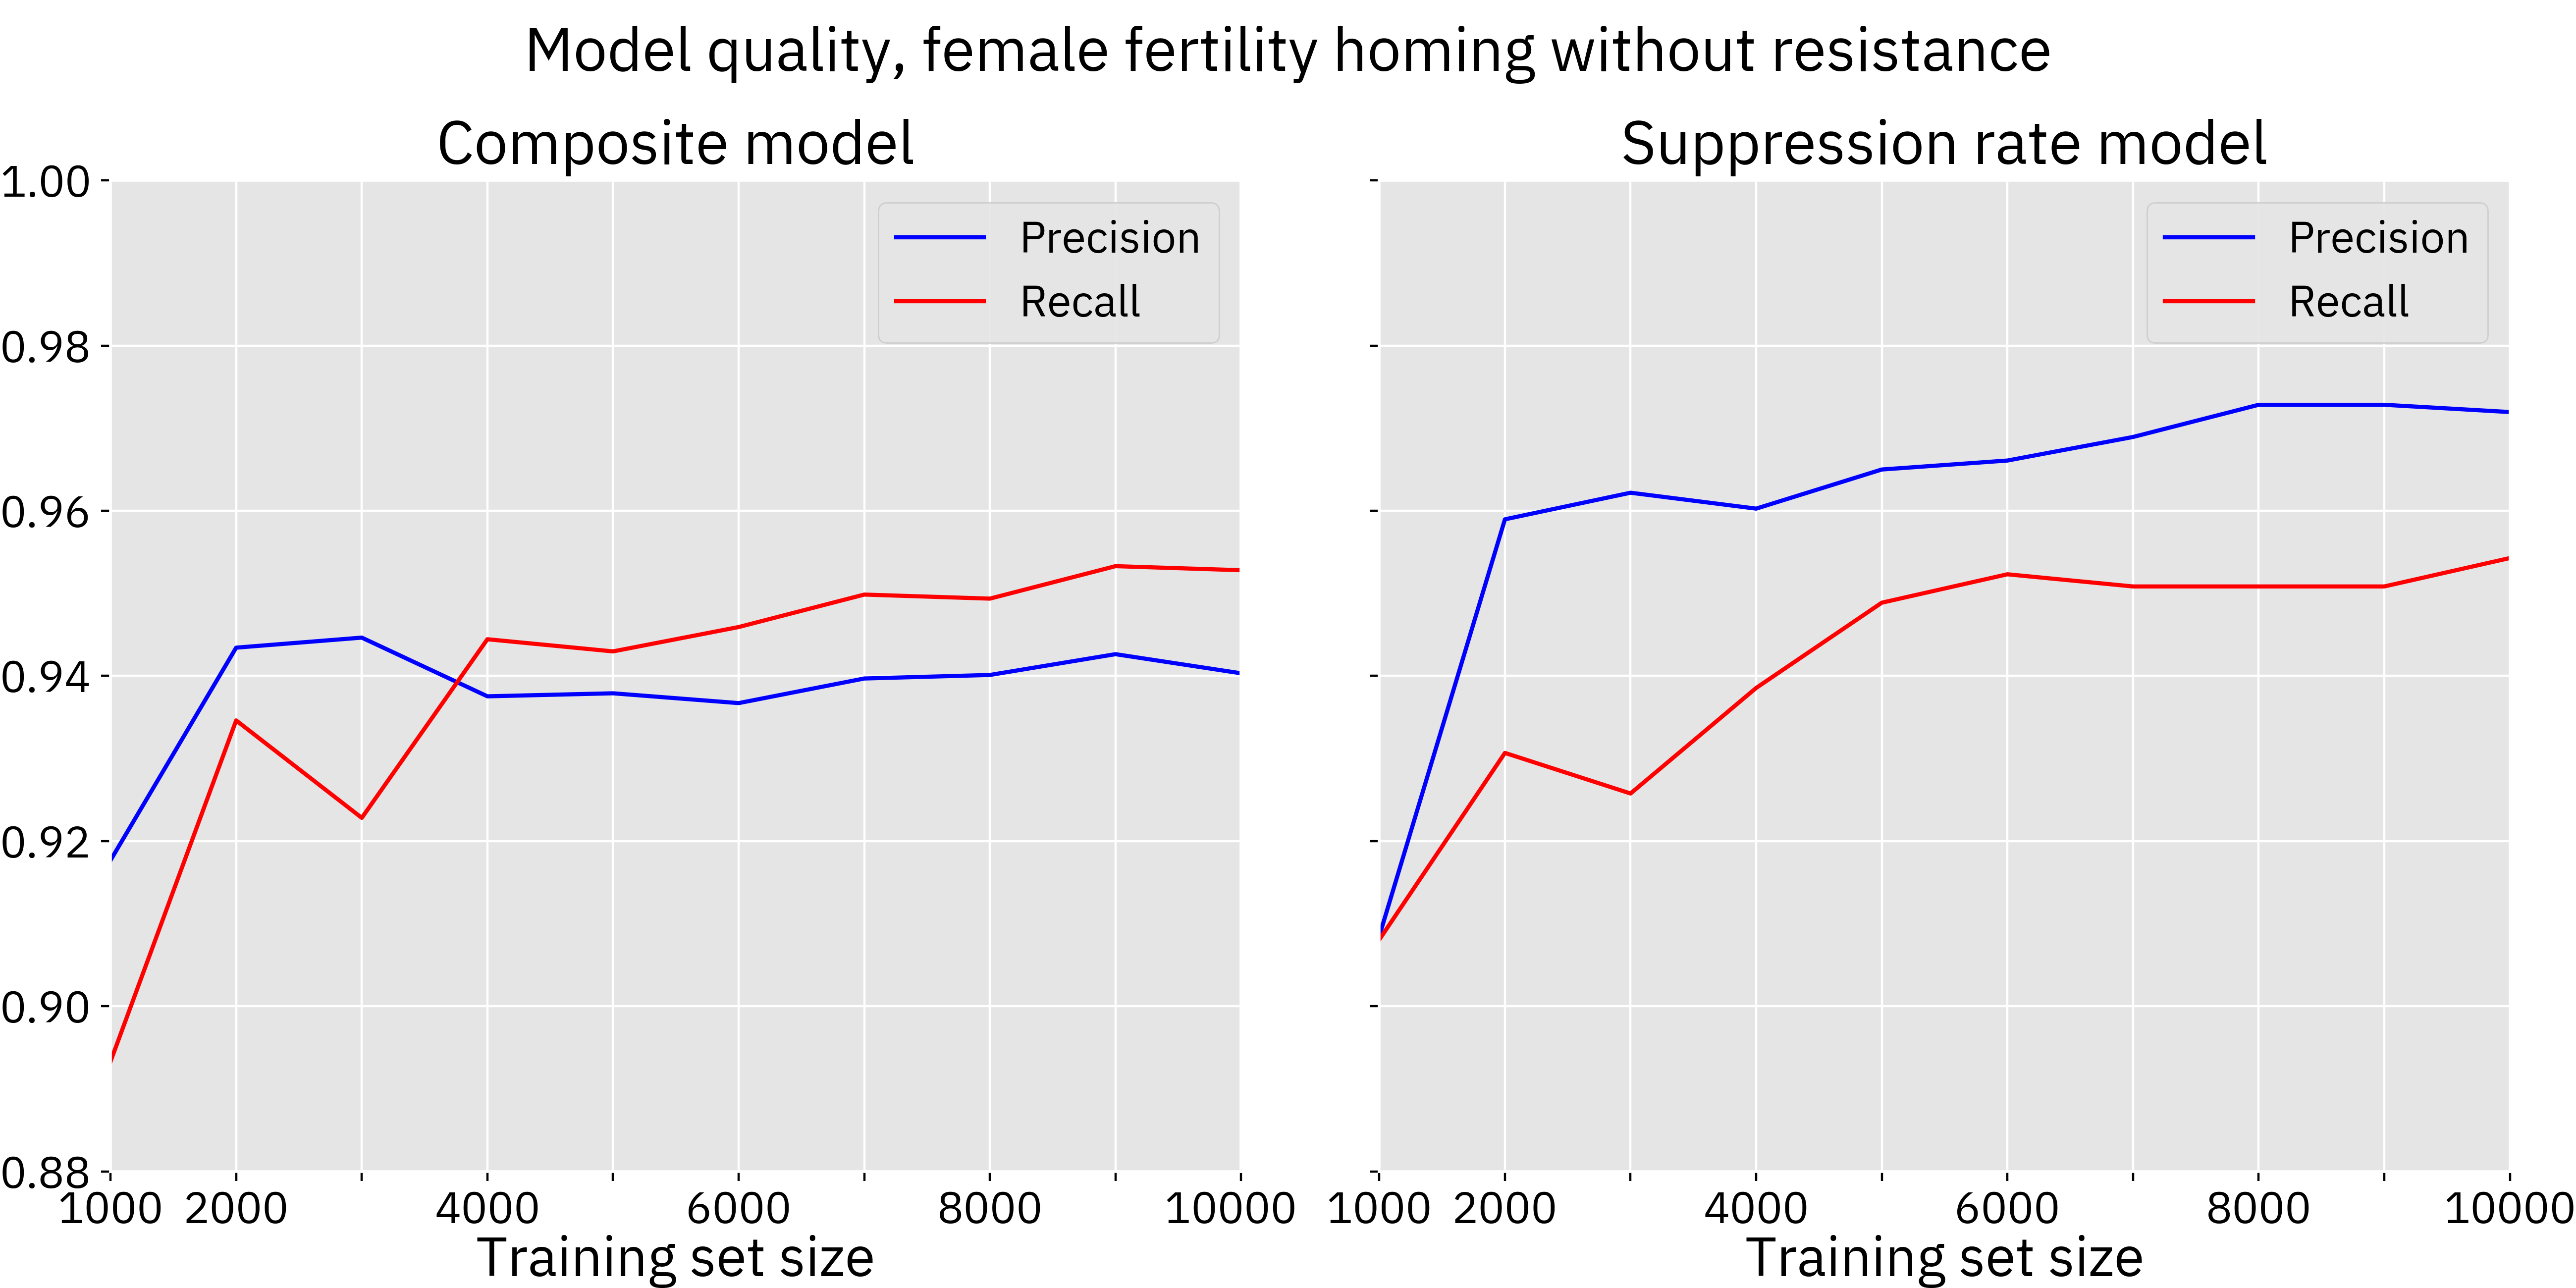 Model quality, female fertility homing without resistance
Composite model
1.00
0.98
0.96
0.94
0.92
0.90
0.88
Precision
Recall
1000 2000 4000 6000 8000 10000
Training set size
Suppression rate model
Precision
Recall
1000 2000 4000 6000 8000 10000
Training set size